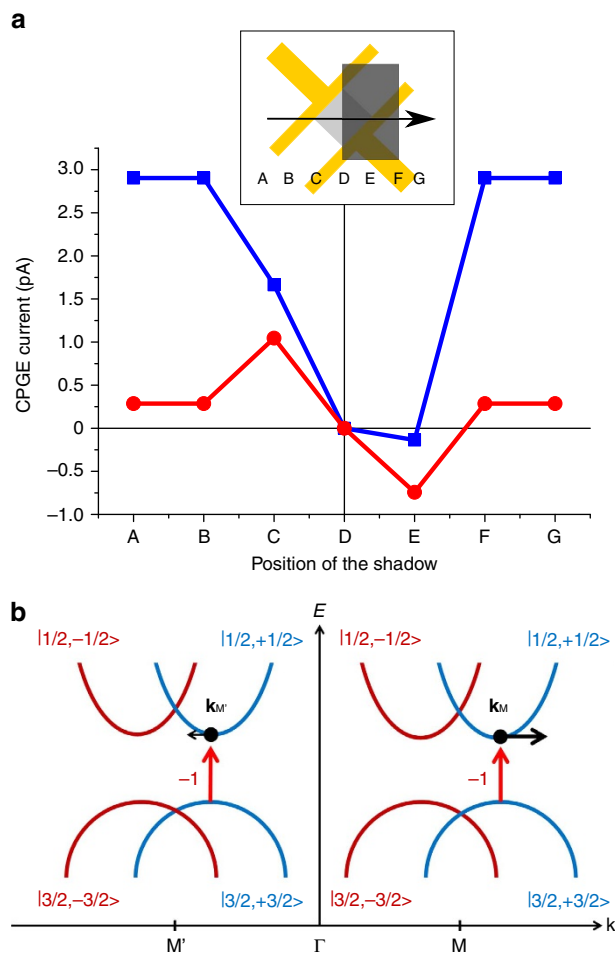 a
A B C D E F G
3.0
2.5
2.0
1.5
1.0
0.5
0
−0.5
−1.0
CPGE current (pA)
A B C D E F G
Position of the shadow
b
E
|1/2,−1/2> |1/2,+1/2> |1/2,−1/2> |1/2,+1/2>
kM' kM
−1 −1
|3/2,−3/2> |3/2,+3/2> |3/2,−3/2> |3/2,+3/2>
k
M' Γ M